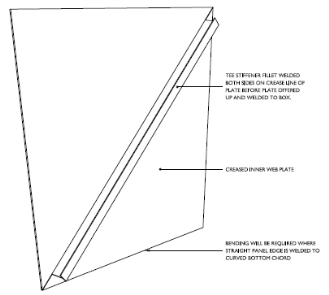 TEE STIFFENER FILLET WELDED
BOTH SIDES ON CREASE LINE OF
PLATE BEFORE PLATE OFFERED
UP AND WELDED TO BOX.
CREASED INNER WEB PLATE
BENDING WILL BE REQUIRED WHERE
STRAIGHT PANEL EDGE IS WELDED TO
CURVED BOTTOM CHORD